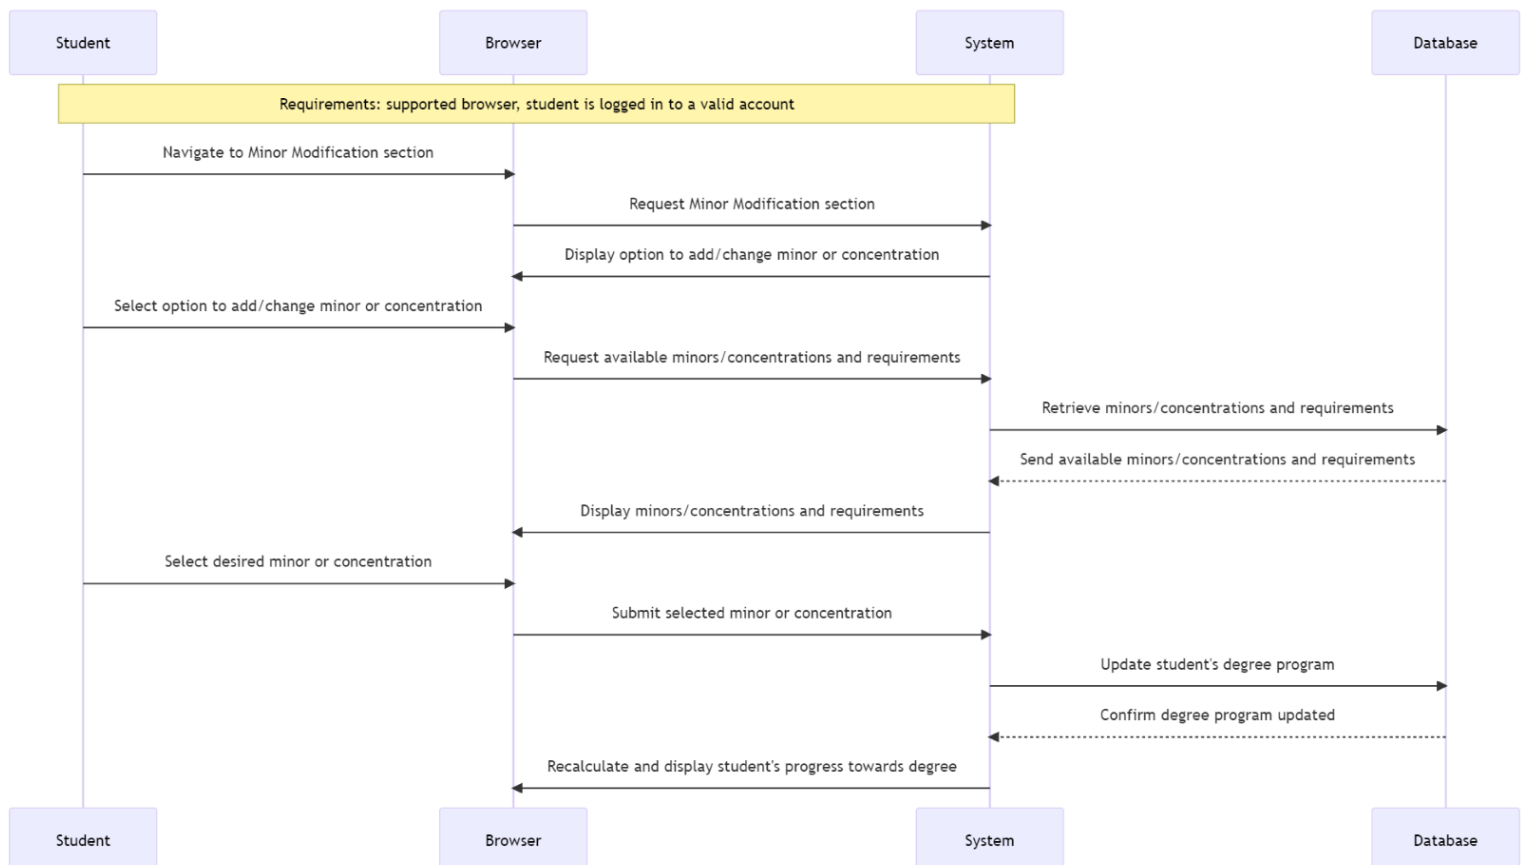 Student
Browser
System
Database
Requirements: supported browser, student is logged in to a valid account
Navigate to Minor Modification section
Request Minor Modification section
Display option to add/change minor or concentration
Select option to add/change minor or concentration
Request available minors/concentrations and requirements
Retrieve minors/concentrations and requirements
Send available minors/concentrations and requirements
Display minors/concentrations and requirements
Select desired minor or concentration
Submit selected minor or concentration
Update student's degree program
Confirm degree program updated
Recalculate and display student's progress towards degree
Student
Browser
System
Database